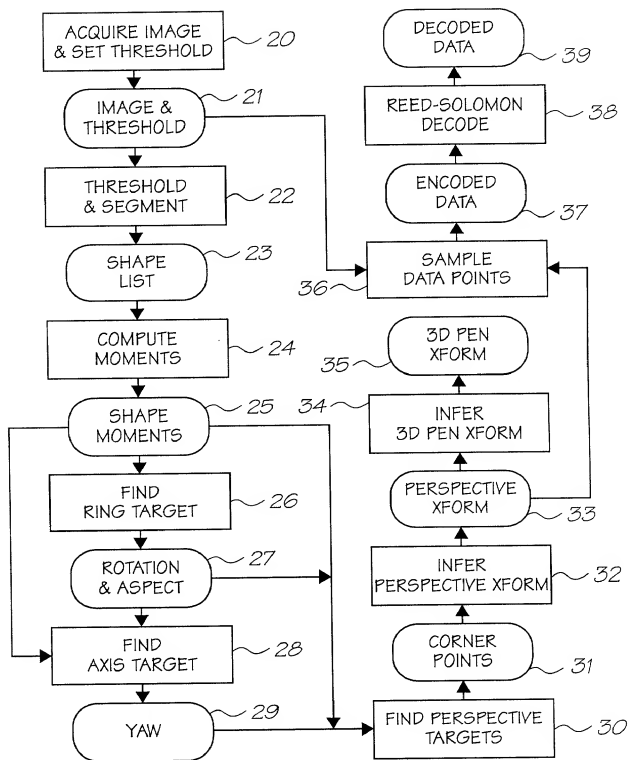 ACQUIRE IMAGE
& SET THRESHOLD
20
IMAGE &
THRESHOLD
21
THRESHOLD
& SEGMENT
22
SHAPE
LIST
23
COMPUTE
MOMENTS
24
SHAPE
MOMENTS
25
FIND
RING TARGET
26
ROTATION
& ASPECT
27
FIND
AXIS TARGET
28
YAW
29
FIND PERSPECTIVE
TARGETS
30
CORNER
POINTS
31
INFER
PERSPECTIVE XFORM
32
PERSPECTIVE
XFORM
33
INFER
3D PEN XFORM
34
3D PEN
XFORM
35
SAMPLE
DATA POINTS
36
ENCODED
DATA
37
REED-SOLOMON
DECODE
38
DECODED
DATA
39